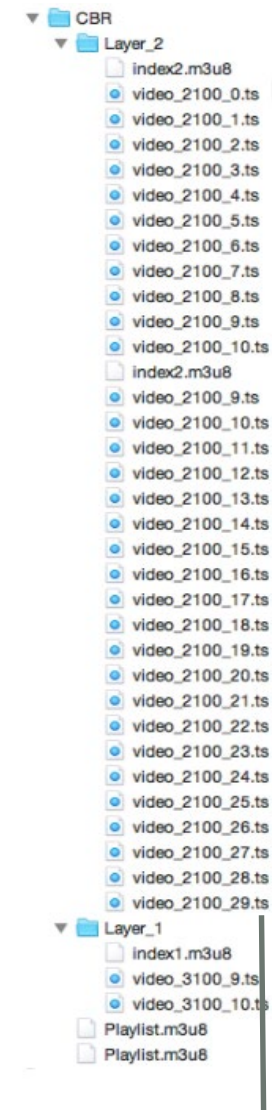 CBR
Layer_2
index2.m3u8
video_2100_0.ts
video_2100_1.ts
video_2100_2.ts
video_2100_3.ts
video_2100_4.ts
video_2100_5.ts
video_2100_6.ts
video_2100_7.ts
video_2100_8.ts
video_2100_9.ts
video_2100_10.ts
index2.m3u8
video_2100_9.ts
video_2100_10.ts
video_2100_11.ts
video_2100_12.ts
video_2100_13.ts
video_2100_14.ts
video_2100_15.ts
video_2100_16.ts
video_2100_17.ts
video_2100_18.ts
video_2100_19.ts
video_2100_20.ts
video_2100_21.ts
video_2100_22.ts
video_2100_23.ts
video_2100_24.ts
video_2100_25.ts
video_2100_26.ts
video_2100_27.ts
video_2100_28.ts
video_2100_29.ts
Layer_1
index1.m3u8
video_3100_9.ts
video_3100_10.ts
Playlist.m3u8
Playlist.m3u8